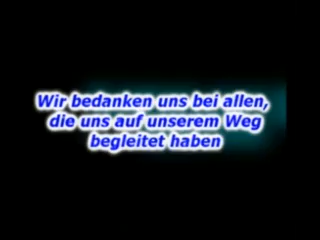 Wir bedanken uns bei allen,
die uns auf unserem Weg
begleitet haben